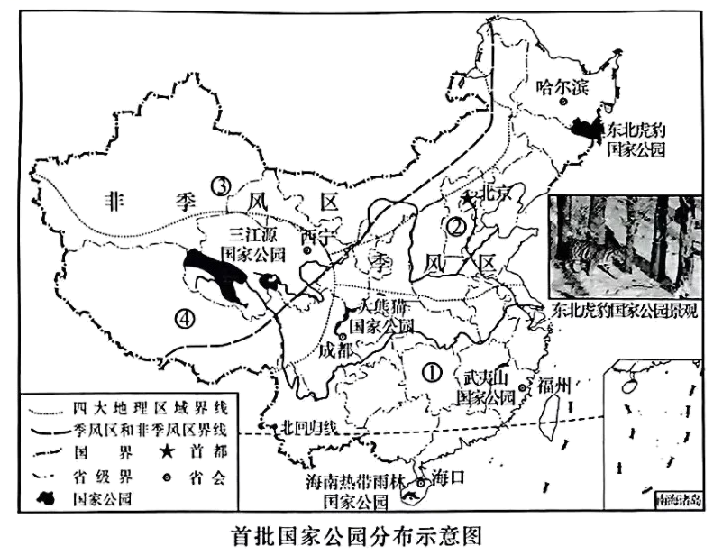 哈尔滨
东北虎豹
国家公园
非季风区
③
北京
②
三江源
国家公园
西宁
季风区
④
大熊猫
国家公园
成都
东北虎豹国家公园景观
①
武夷山
国家公园
福州
四大地理区域界线
季风区和非季风区界线
北回归线
国界
首都
省级界
省会
国家公园
海南热带雨林
国家公园
海口
南海诸岛
首批国家公园分布示意图